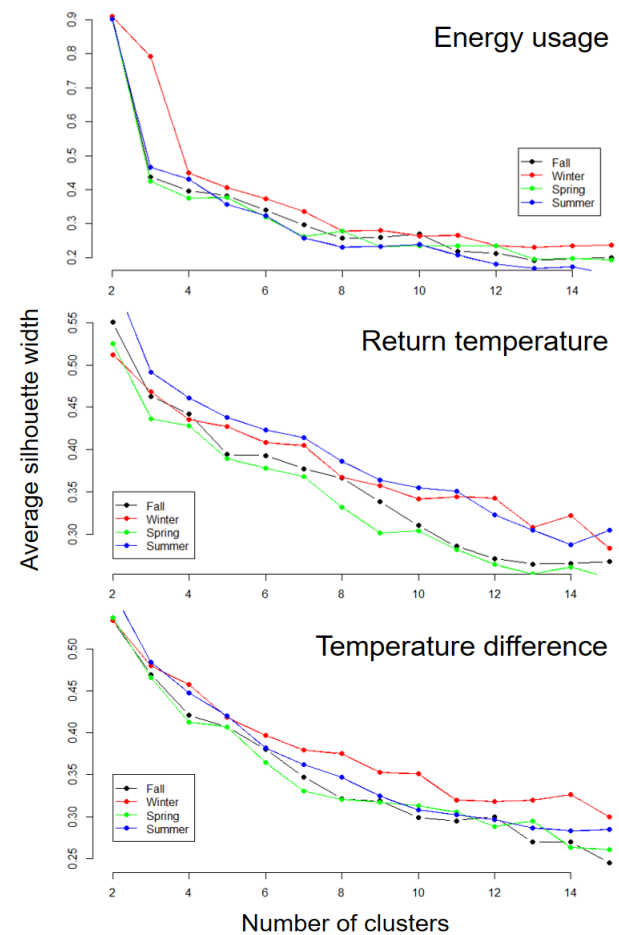 Energy usage
0.9
0.8
0.7
0.6
0.5
0.4
0.3
0.2
Fall
Winter
Spring
Summer
2 4 6 8 10 12 14
Average silhouette width
Return temperature
0.55
0.50
0.45
0.40
0.35
0.30
Fall
Winter
Spring
Summer
2 4 6 8 10 12 14
Temperature difference
0.50
0.45
0.40
0.35
0.30
0.25
Fall
Winter
Spring
Summer
2 4 6 8 10 12 14
Number of clusters